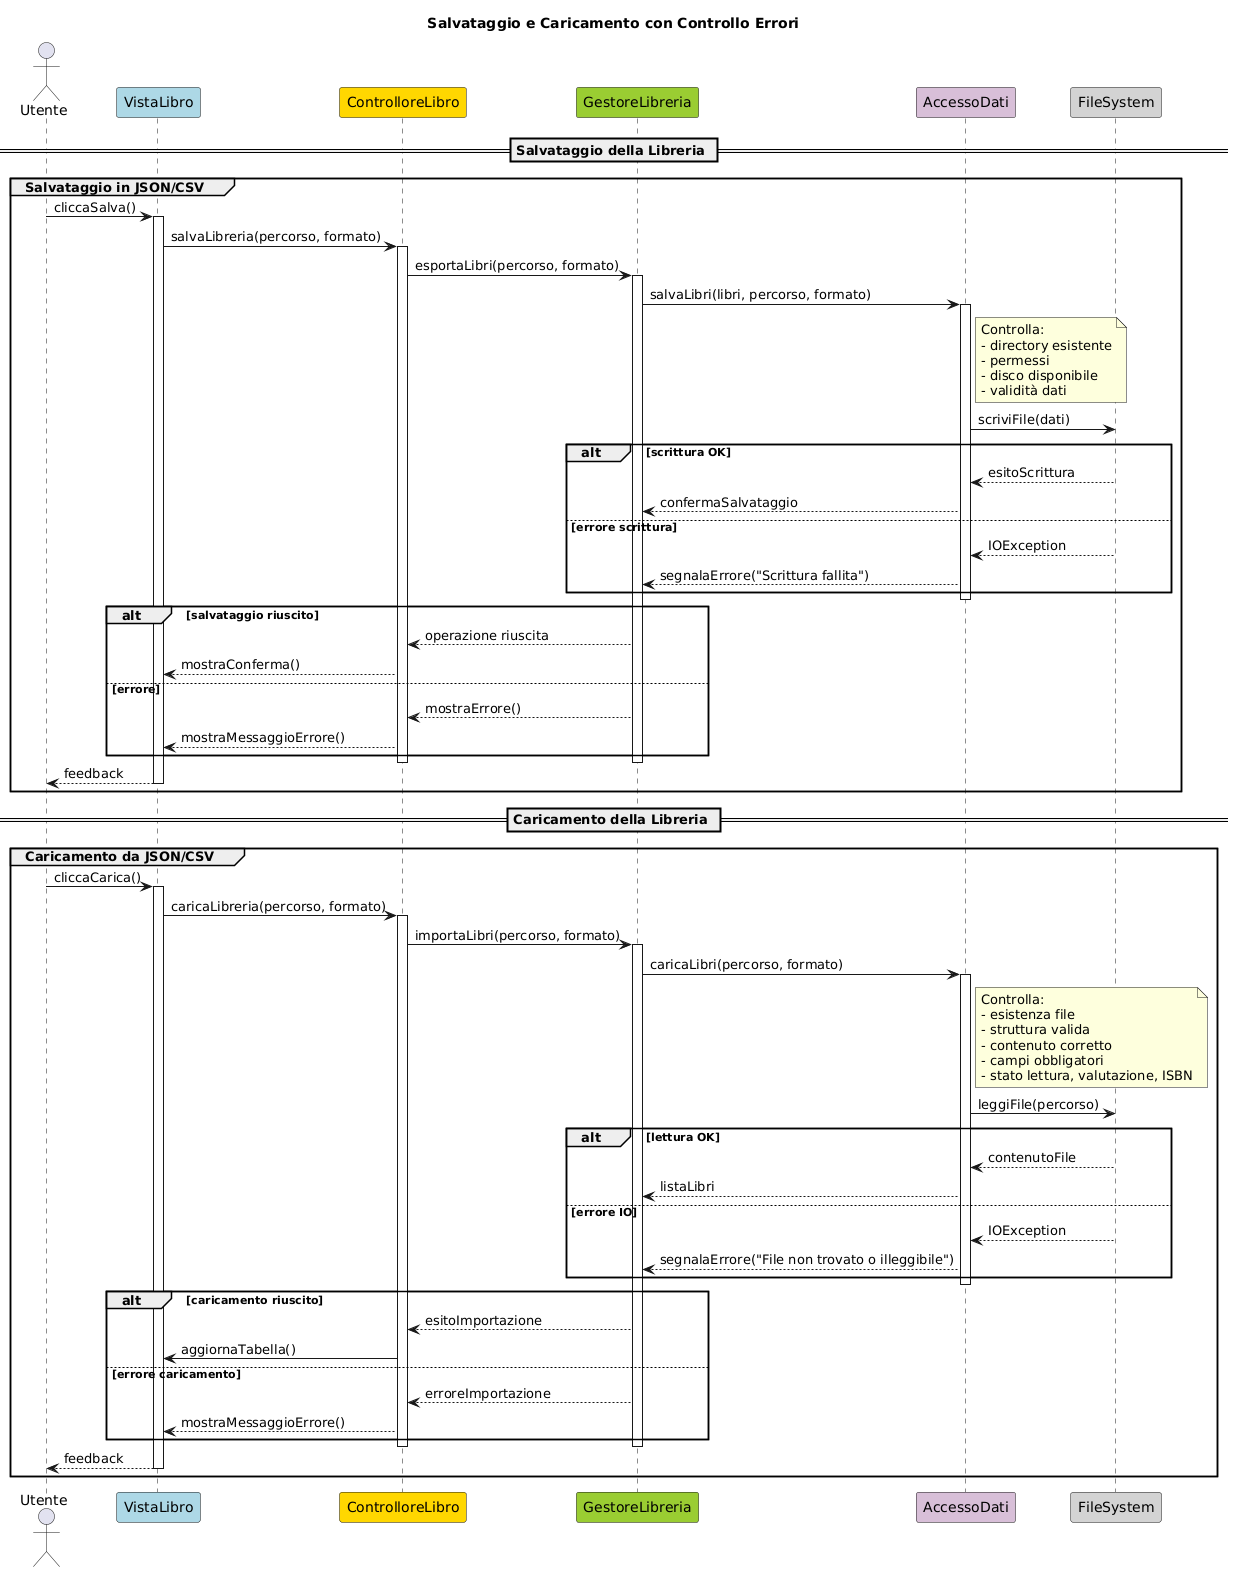 Salvataggio e Caricamento con Controllo Errori
Utente
VistaLibro
ControlloreLibro
GestoreLibreria
AccessoDati
FileSystem
Salvataggio della Libreria
Salvataggio in JSON/CSV
cliccaSalva()
salvaLibreria(percorso, formato)
esportaLibri(percorso, formato)
salvaLibri(libri, percorso, formato)
Controlla:
- directory esistente
- permessi
- disco disponibile
- validità dati
scriviFile(dati)
alt
[scrittura OK]
esitoScrittura
confermaSalvataggio
[errore scrittura]
IOException
segnalaErrore("Scrittura fallita")
alt
[salvataggio riuscito]
operazione riuscita
mostraConferma()
[errore]
mostraErrore()
mostraMessaggioErrore()
feedback
Caricamento della Libreria
Caricamento da JSON/CSV
cliccaCarica()
caricaLibreria(percorso, formato)
importaLibri(percorso, formato)
caricaLibri(percorso, formato)
Controlla:
- esistenza file
- struttura valida
- contenuto corretto
- campi obbligatori
- stato lettura, valutazione, ISBN
leggiFile(percorso)
alt
[lettura OK]
contenutoFile
listaLibri
[errore IO]
IOException
segnalaErrore("File non trovato o illeggibile")
alt
[caricamento riuscito]
esitoImportazione
aggiornaTabella()
[errore caricamento]
erroreImportazione
mostraMessaggioErrore()
feedback
Utente
VistaLibro
ControlloreLibro
GestoreLibreria
AccessoDati
FileSystem